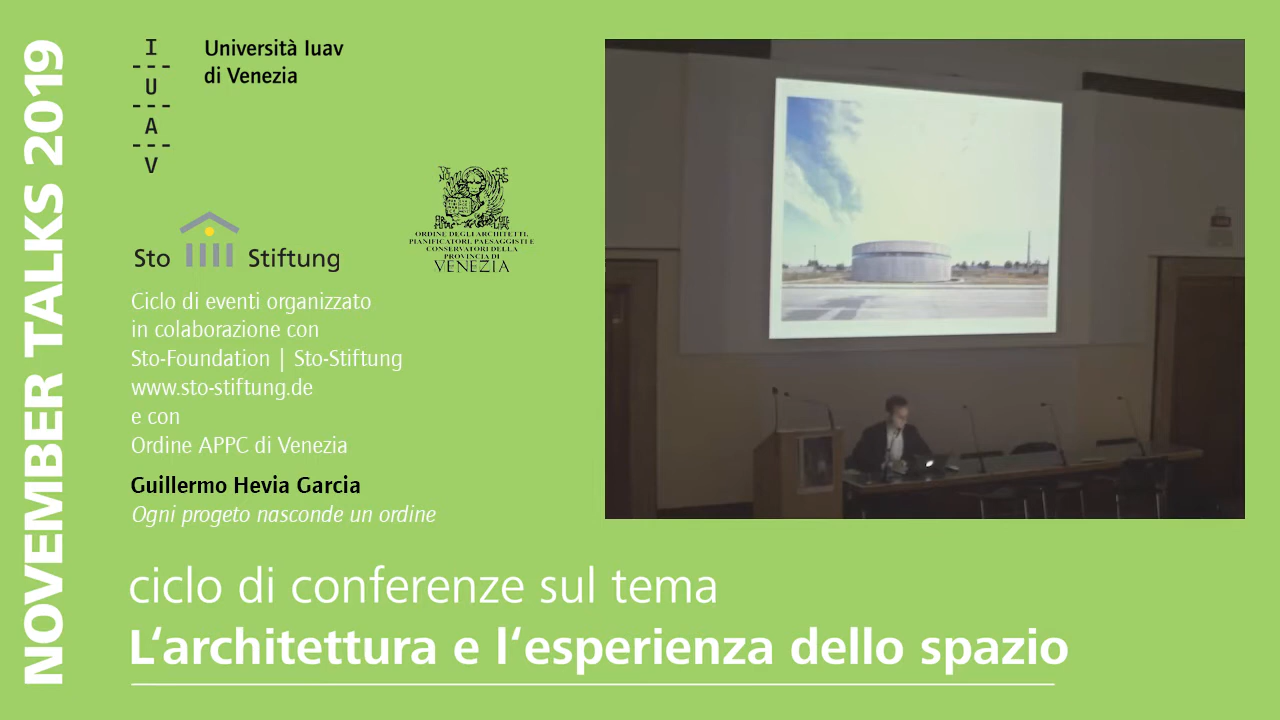 NOVEMBER TALKS 2019
I
U
A
V
Università Iuav
di Venezia
Sto Stiftung
ORDINE DEGLI ARCHITETTI,
PIANIFICATORI, PAESAGGISTI E
CONSERVATORI DELLA
PROVINCIA DI
VENEZIA
Ciclo di eventi organizzato
in colaborazione con
Sto-Foundation | Sto-Stiftung
www.sto-stiftung.de
e con
Ordine APPC di Venezia
Guillermo Hevia Garcia
Ogni progeto nasconde un ordine
ciclo di conferenze sul tema
L‘architettura e l‘esperienza dello spazio